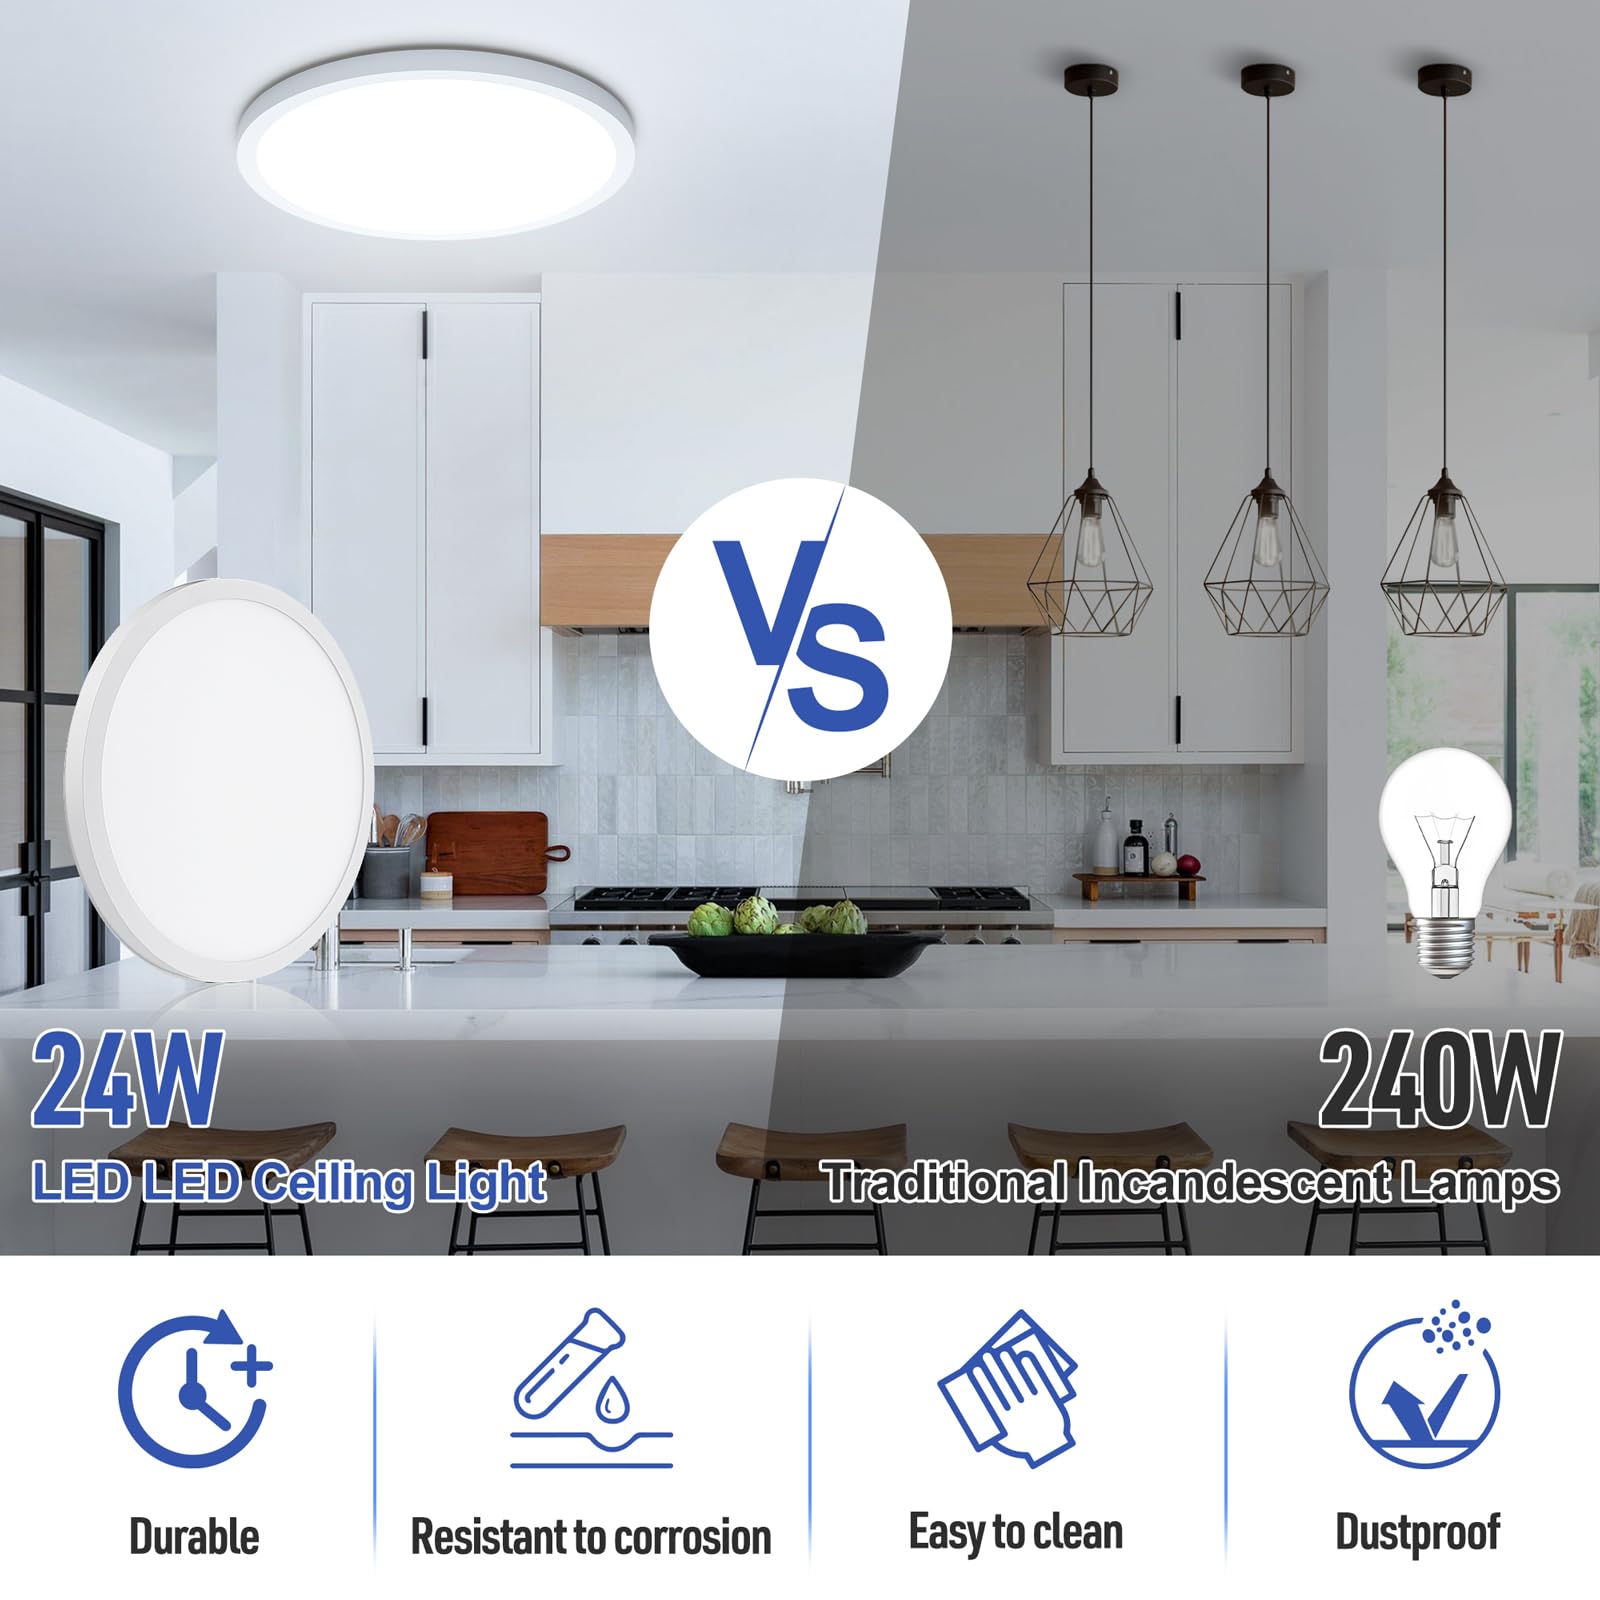 VS
24W
LED LED Ceiling Light
240W
Traditional Incandescent Lamps
Durable
Resistant to corrosion
Easy to clean
Dustproof